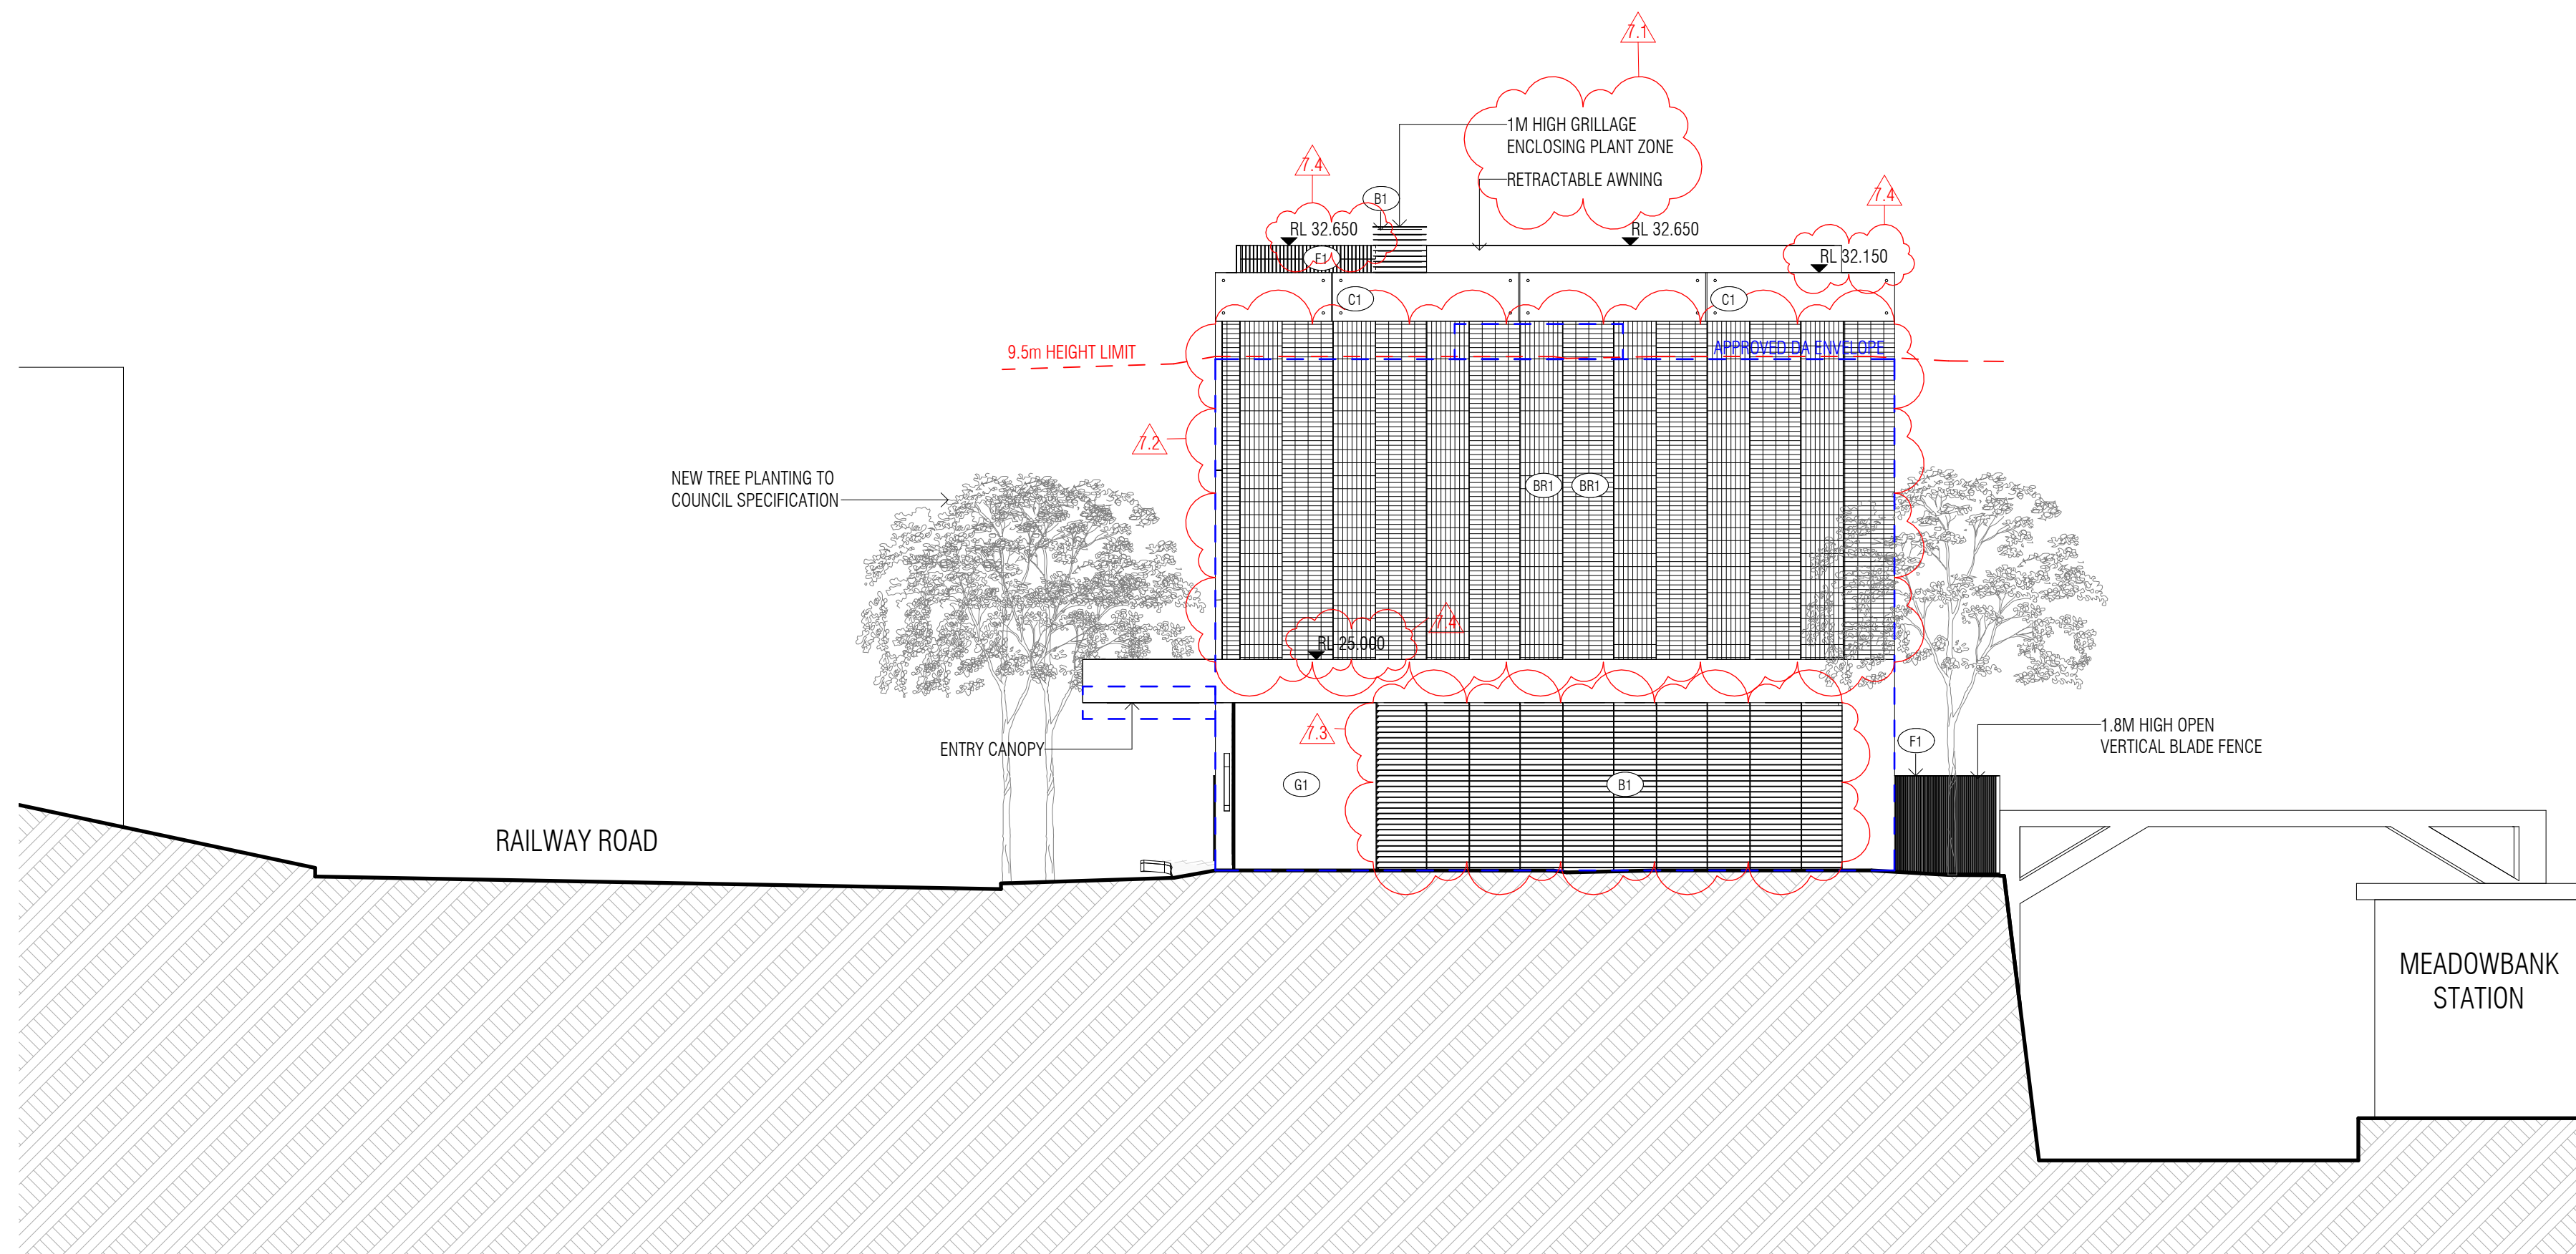 7.1
1M HIGH GRILLAGE
ENCLOSING PLANT ZONE
RETRACTABLE AWNING
7.4
7.4
B1
RL 32.650
RL 32.650
RL 32.150
F1
C1
C1
9.5m HEIGHT LIMIT
APPROVED DA ENVELOPE
7.2
NEW TREE PLANTING TO
COUNCIL SPECIFICATION
BR1
BR1
7.4
RL 25.000
7.3
ENTRY CANOPY
G1
B1
F1
1.8M HIGH OPEN
VERTICAL BLADE FENCE
RAILWAY ROAD
MEADOWBANK
STATION